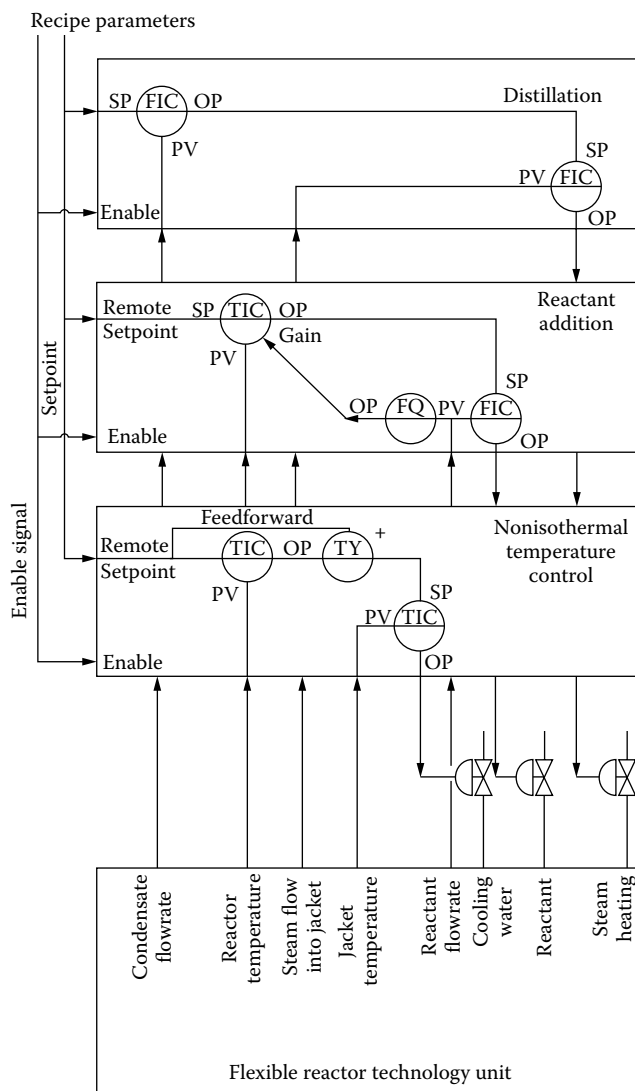 Recipe parameters
SP FIC OP
Distillation
PV
SP
PV FIC
Enable
OP
Remote
Setpoint
SP TIC OP
Reactant
addition
Gain
PV
Setpoint
SP
OP FQ PV FIC
Enable
OP
Feedforward
Nonisothermal
temperature
control
Remote
Setpoint
TIC OP TY +
PV
SP
PV TIC
Enable signal
Enable
OP
Condensate
flowrate
Reactor
temperature
Steam flow
into jacket
Jacket
temperature
Reactant
flowrate
Cooling
water
Reactant
Steam
heating
Flexible reactor technology unit